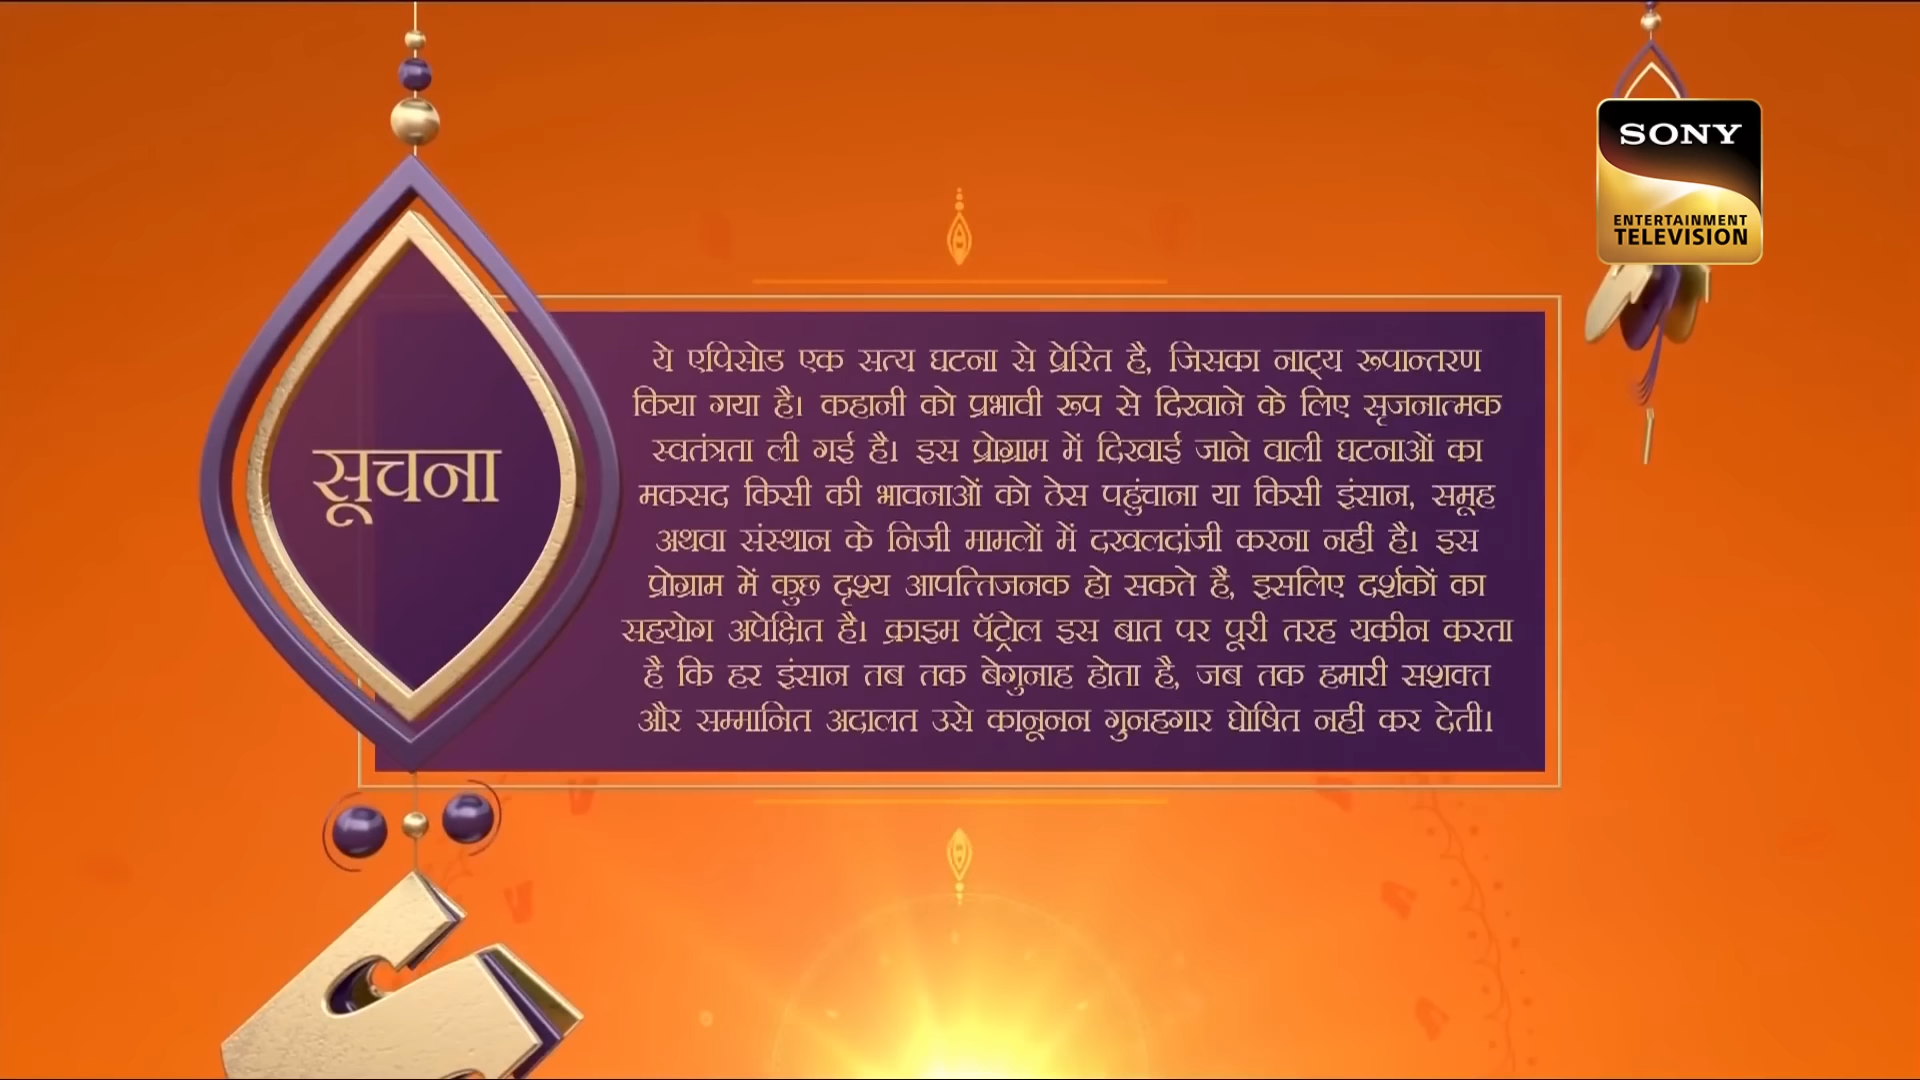 SONY
ENTERTAINMENT
TELEVISION
सूचना
ये एपिसोड एक सत्य घटना से प्रेरित है, जिसका नाट्य रूपान्तरण
किया गया है। कहानी को प्रभावी रूप से दिखाने के लिए सृजनात्मक
स्वतंत्रता ली गई है। इस प्रोग्राम में दिखाई जाने वाली घटनाओं का
मकसद किसी की भावनाओं को ठेस पहुंचाना या किसी इंसान, समूह
अथवा संस्थान के निजी मामलों में दखलदांजी करना नहीं है। इस
प्रोग्राम में कुछ दृश्य आपत्तिजनक हो सकते हैं, इसलिए दर्शकों का
सहयोग अपेक्षित है। क्राइम पॅट्रोल इस बात पर पूरी तरह यकीन करता
है कि हर इंसान तब तक बेगुनाह होता है, जब तक हमारी सशक्त
और सम्मानित अदालत उसे कानूनन गुनहगार घोषित नहीं कर देती।